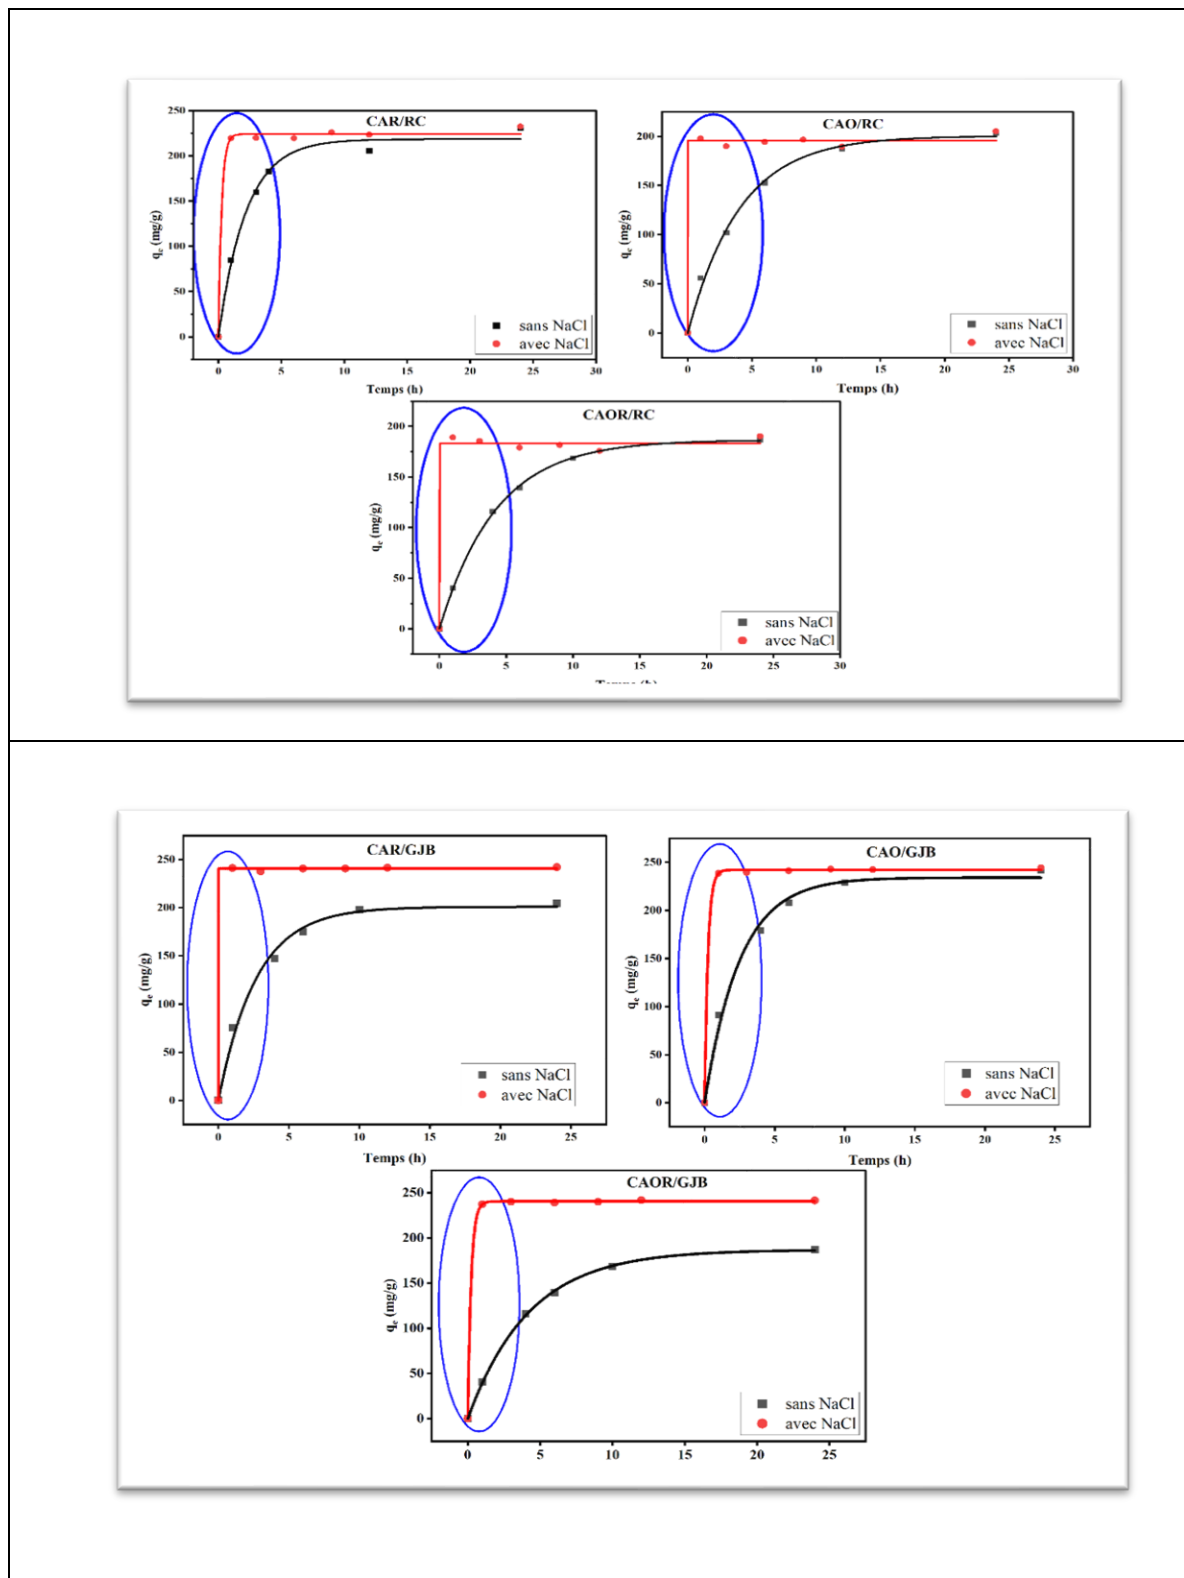 CAR/RC
250
200
150
100
50
0
qe (mg/g)
sans NaCl
avec NaCl
0 5 10 15 20 25 30
Temps (h)
CAO/RC
200
150
100
50
0
qe (mg/g)
sans NaCl
avec NaCl
0 5 10 15 20 25 30
Temps (h)
CAOR/RC
200
150
100
50
0
qe (mg/g)
sans NaCl
avec NaCl
0 5 10 15 20 25 30
Temps (h)
CAR/GJB
250
200
150
100
50
0
qe (mg/g)
sans NaCl
avec NaCl
0 5 10 15 20 25
Temps (h)
CAO/GJB
250
200
150
100
50
0
qe (mg/g)
sans NaCl
avec NaCl
0 5 10 15 20 25
Temps (h)
CAOR/GJB
250
200
150
100
50
0
qe (mg/g)
sans NaCl
avec NaCl
0 5 10 15 20 25